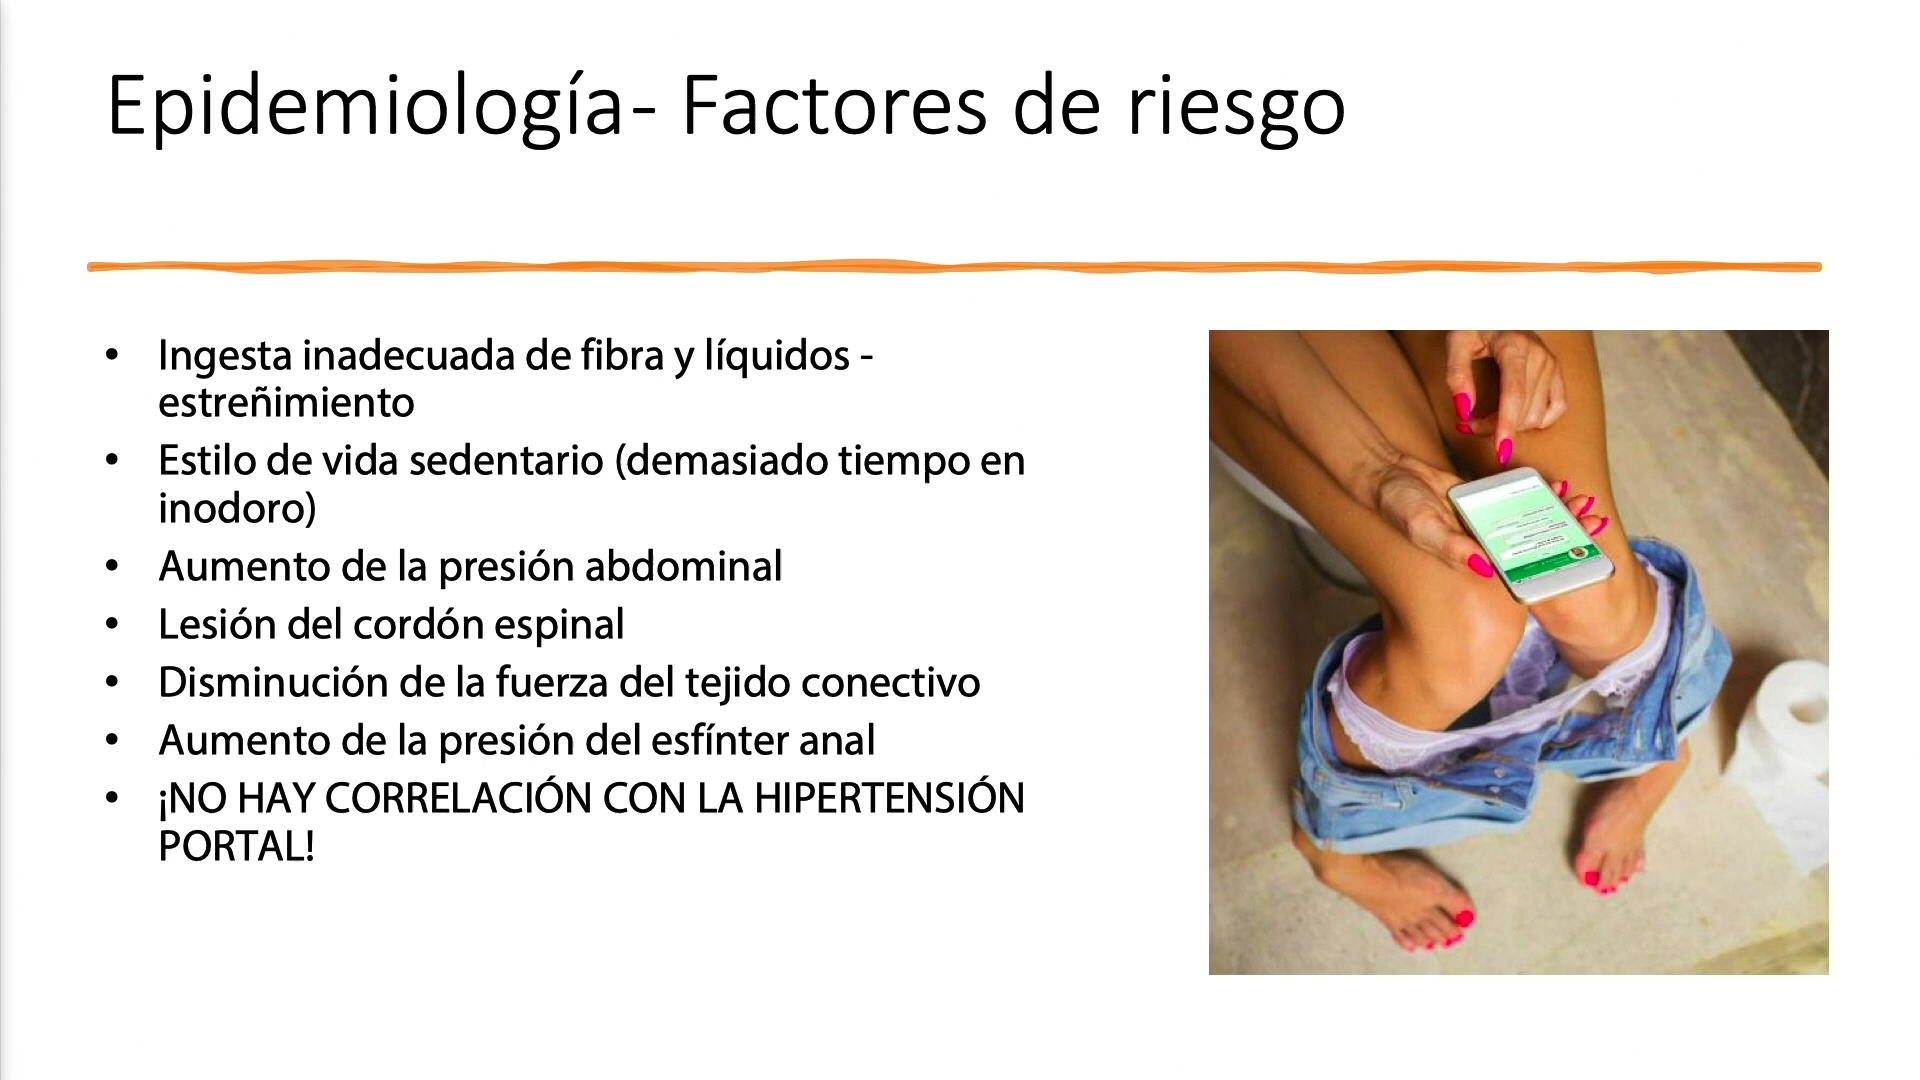 Epidemiología- Factores de riesgo
• Ingesta inadecuada de fibra y líquidos -
estreñimiento
• Estilo de vida sedentario (demasiado tiempo en
inodoro)
• Aumento de la presión abdominal
• Lesión del cordón espinal
• Disminución de la fuerza del tejido conectivo
• Aumento de la presión del esfínter anal
• ¡NO HAY CORRELACIÓN CON LA HIPERTENSIÓN
PORTAL!